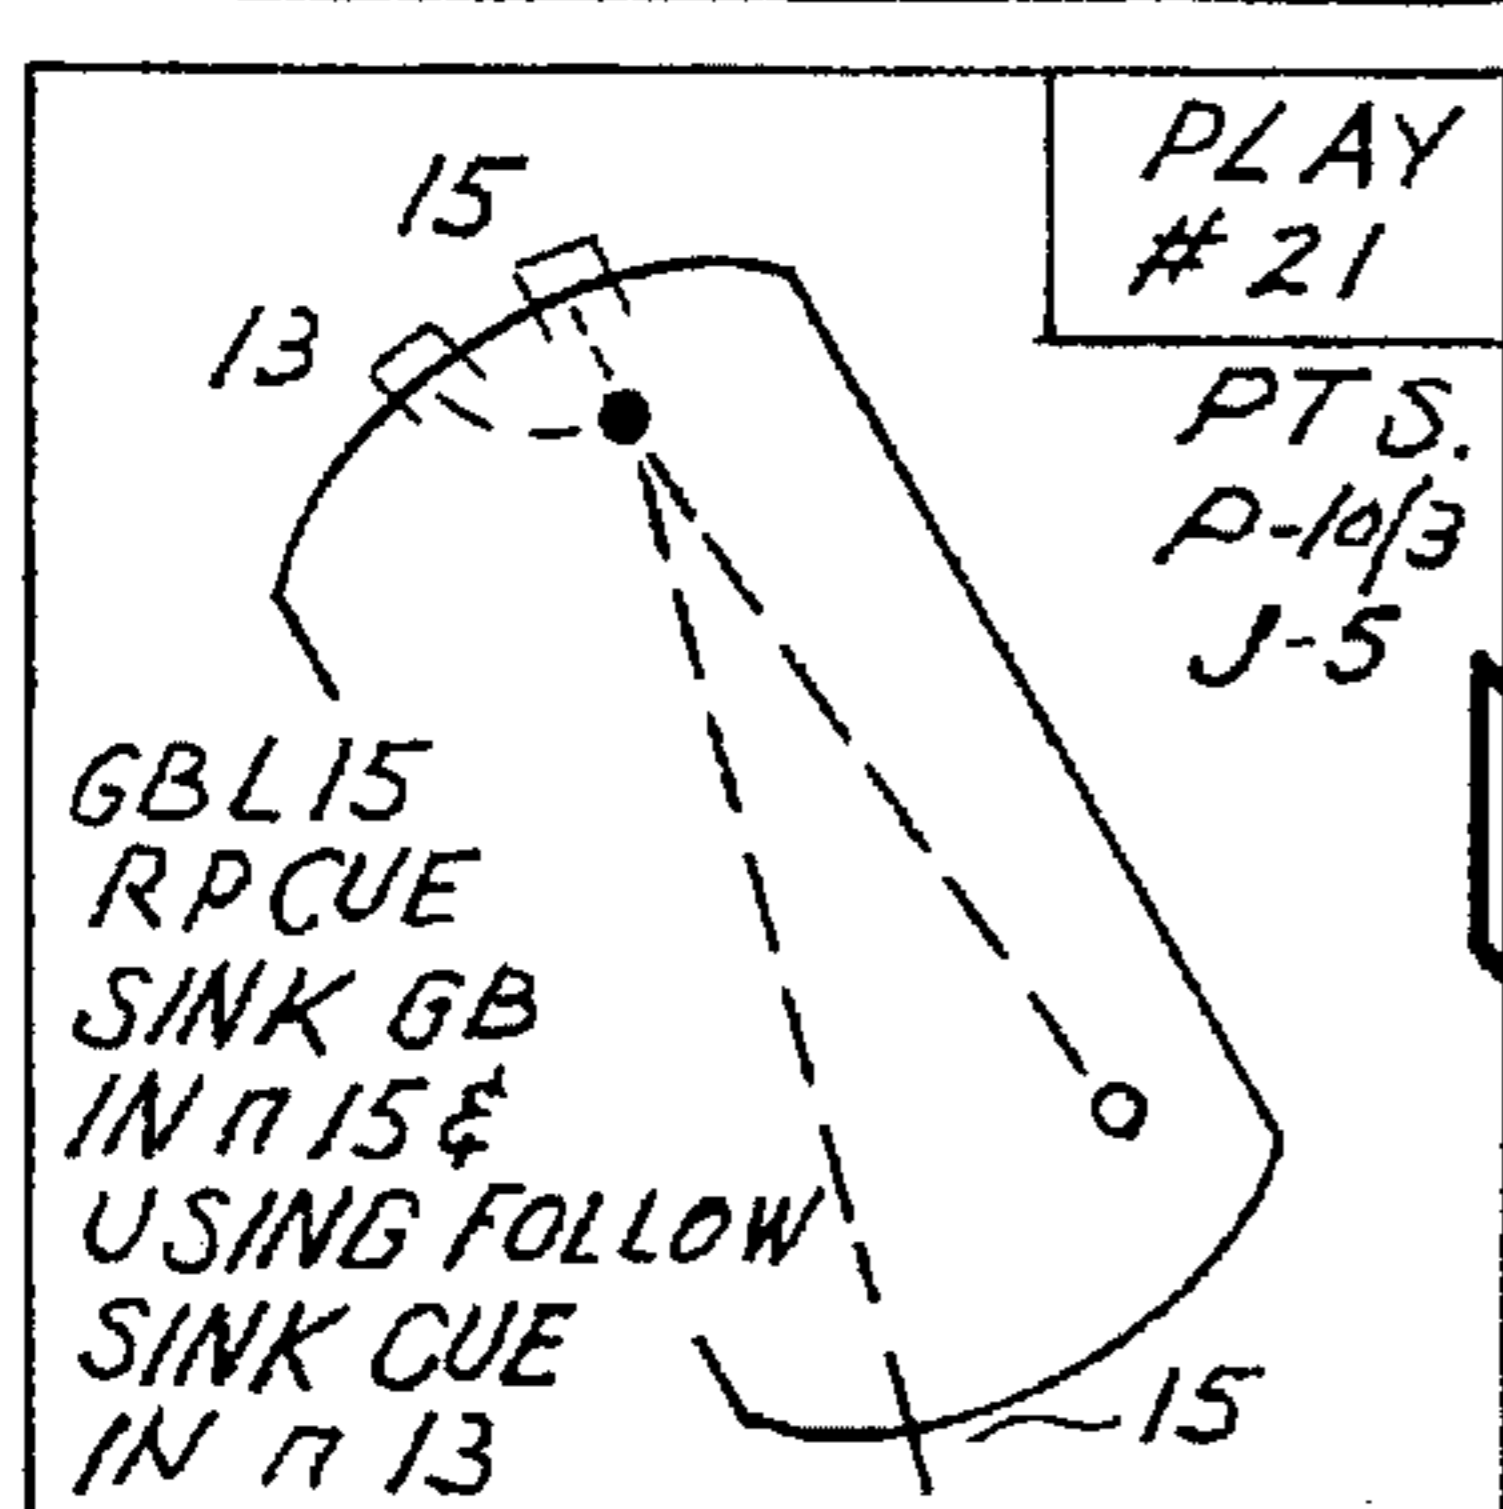 PLAY
#21
15
13
PTS.
P-10/3
J-5
GBL15
RPCUE
SINK GB
IN п 15 &
USING FOLLOW
SINK CUE
IN п 13
15